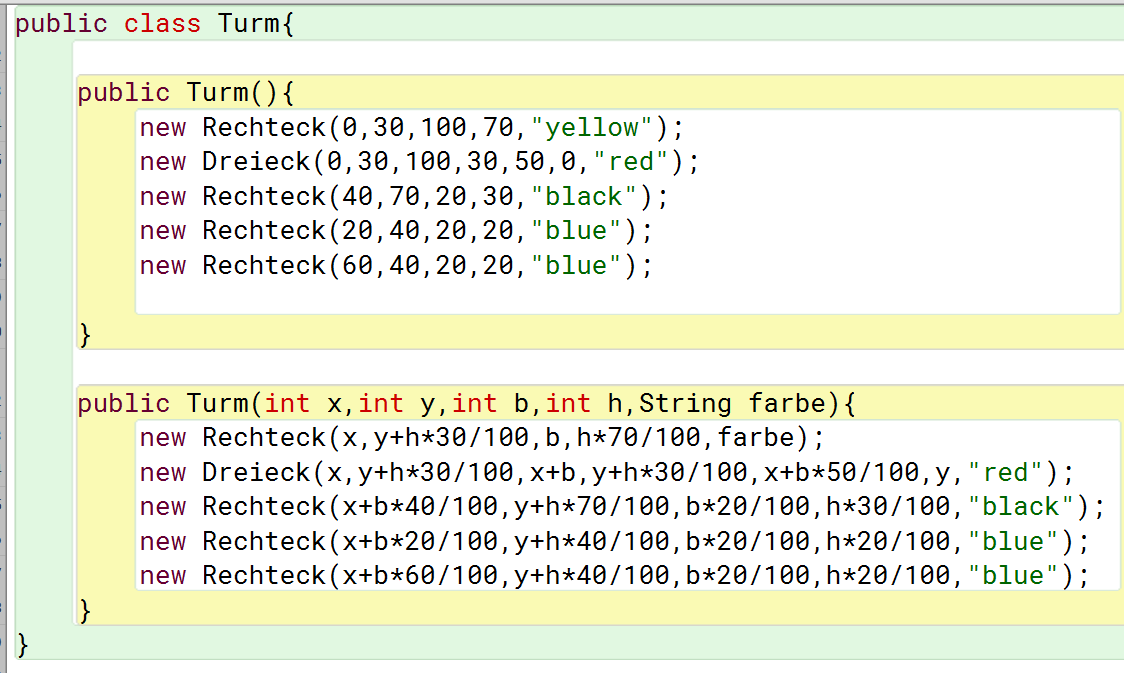 public class Turm{
public Turm(){
new Rechteck(0,30,100,70,"yellow");
new Dreieck(0,30,100,30,50,0,"red");
new Rechteck(40,70,20,30,"black");
new Rechteck(20,40,20,20,"blue");
new Rechteck(60,40,20,20,"blue");
}
public Turm(int x,int y,int b,int h,String farbe){
new Rechteck(x,y+h*30/100,b,h*70/100,farbe);
new Dreieck(x,y+h*30/100,x+b,y+h*30/100,x+b*50/100,y,"red");
new Rechteck(x+b*40/100,y+h*70/100,b*20/100,h*30/100,"black");
new Rechteck(x+b*20/100,y+h*40/100,b*20/100,h*20/100,"blue");
new Rechteck(x+b*60/100,y+h*40/100,b*20/100,h*20/100,"blue");
}
}